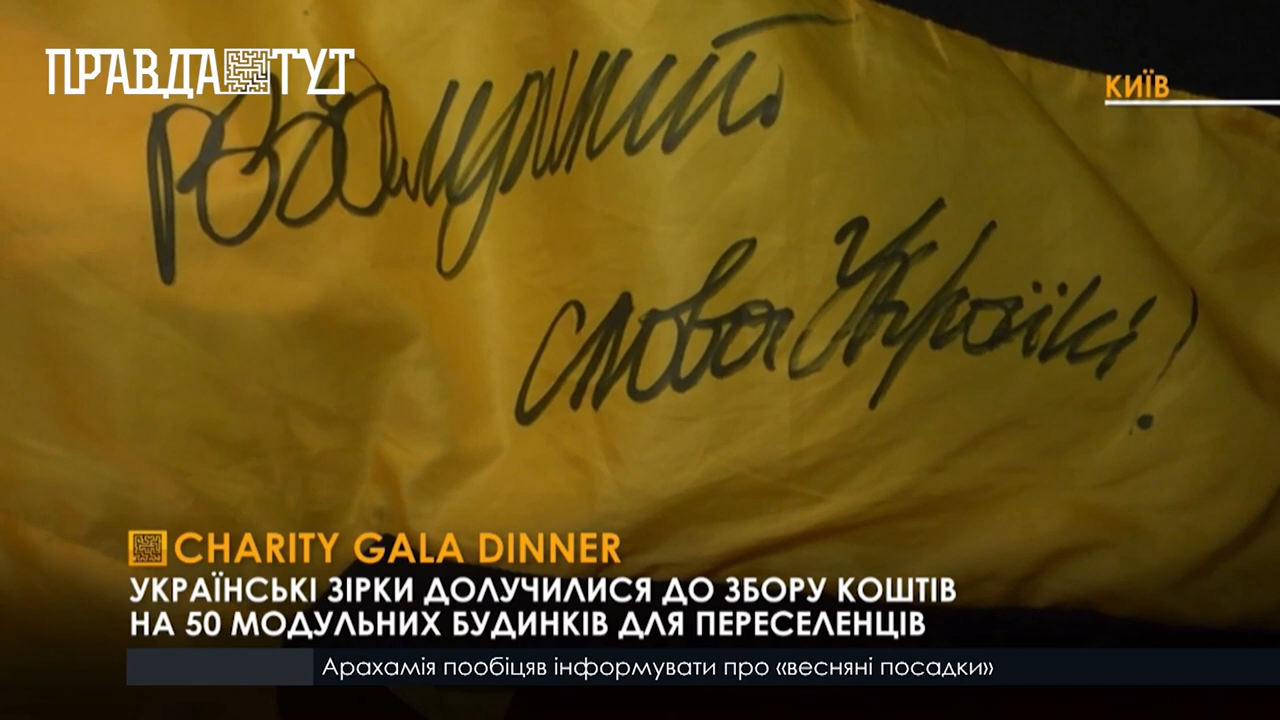 ПРАВДА ТУТ
КИЇВ
слава Україні!
CHARITY GALA DINNER
УКРАЇНСЬКІ ЗІРКИ ДОЛУЧИЛИСЯ ДО ЗБОРУ КОШТІВ
НА 50 МОДУЛЬНИХ БУДИНКІВ ДЛЯ ПЕРЕСЕЛЕНЦІВ
Арахамія пообіцяв інформувати про «весняні посадки»